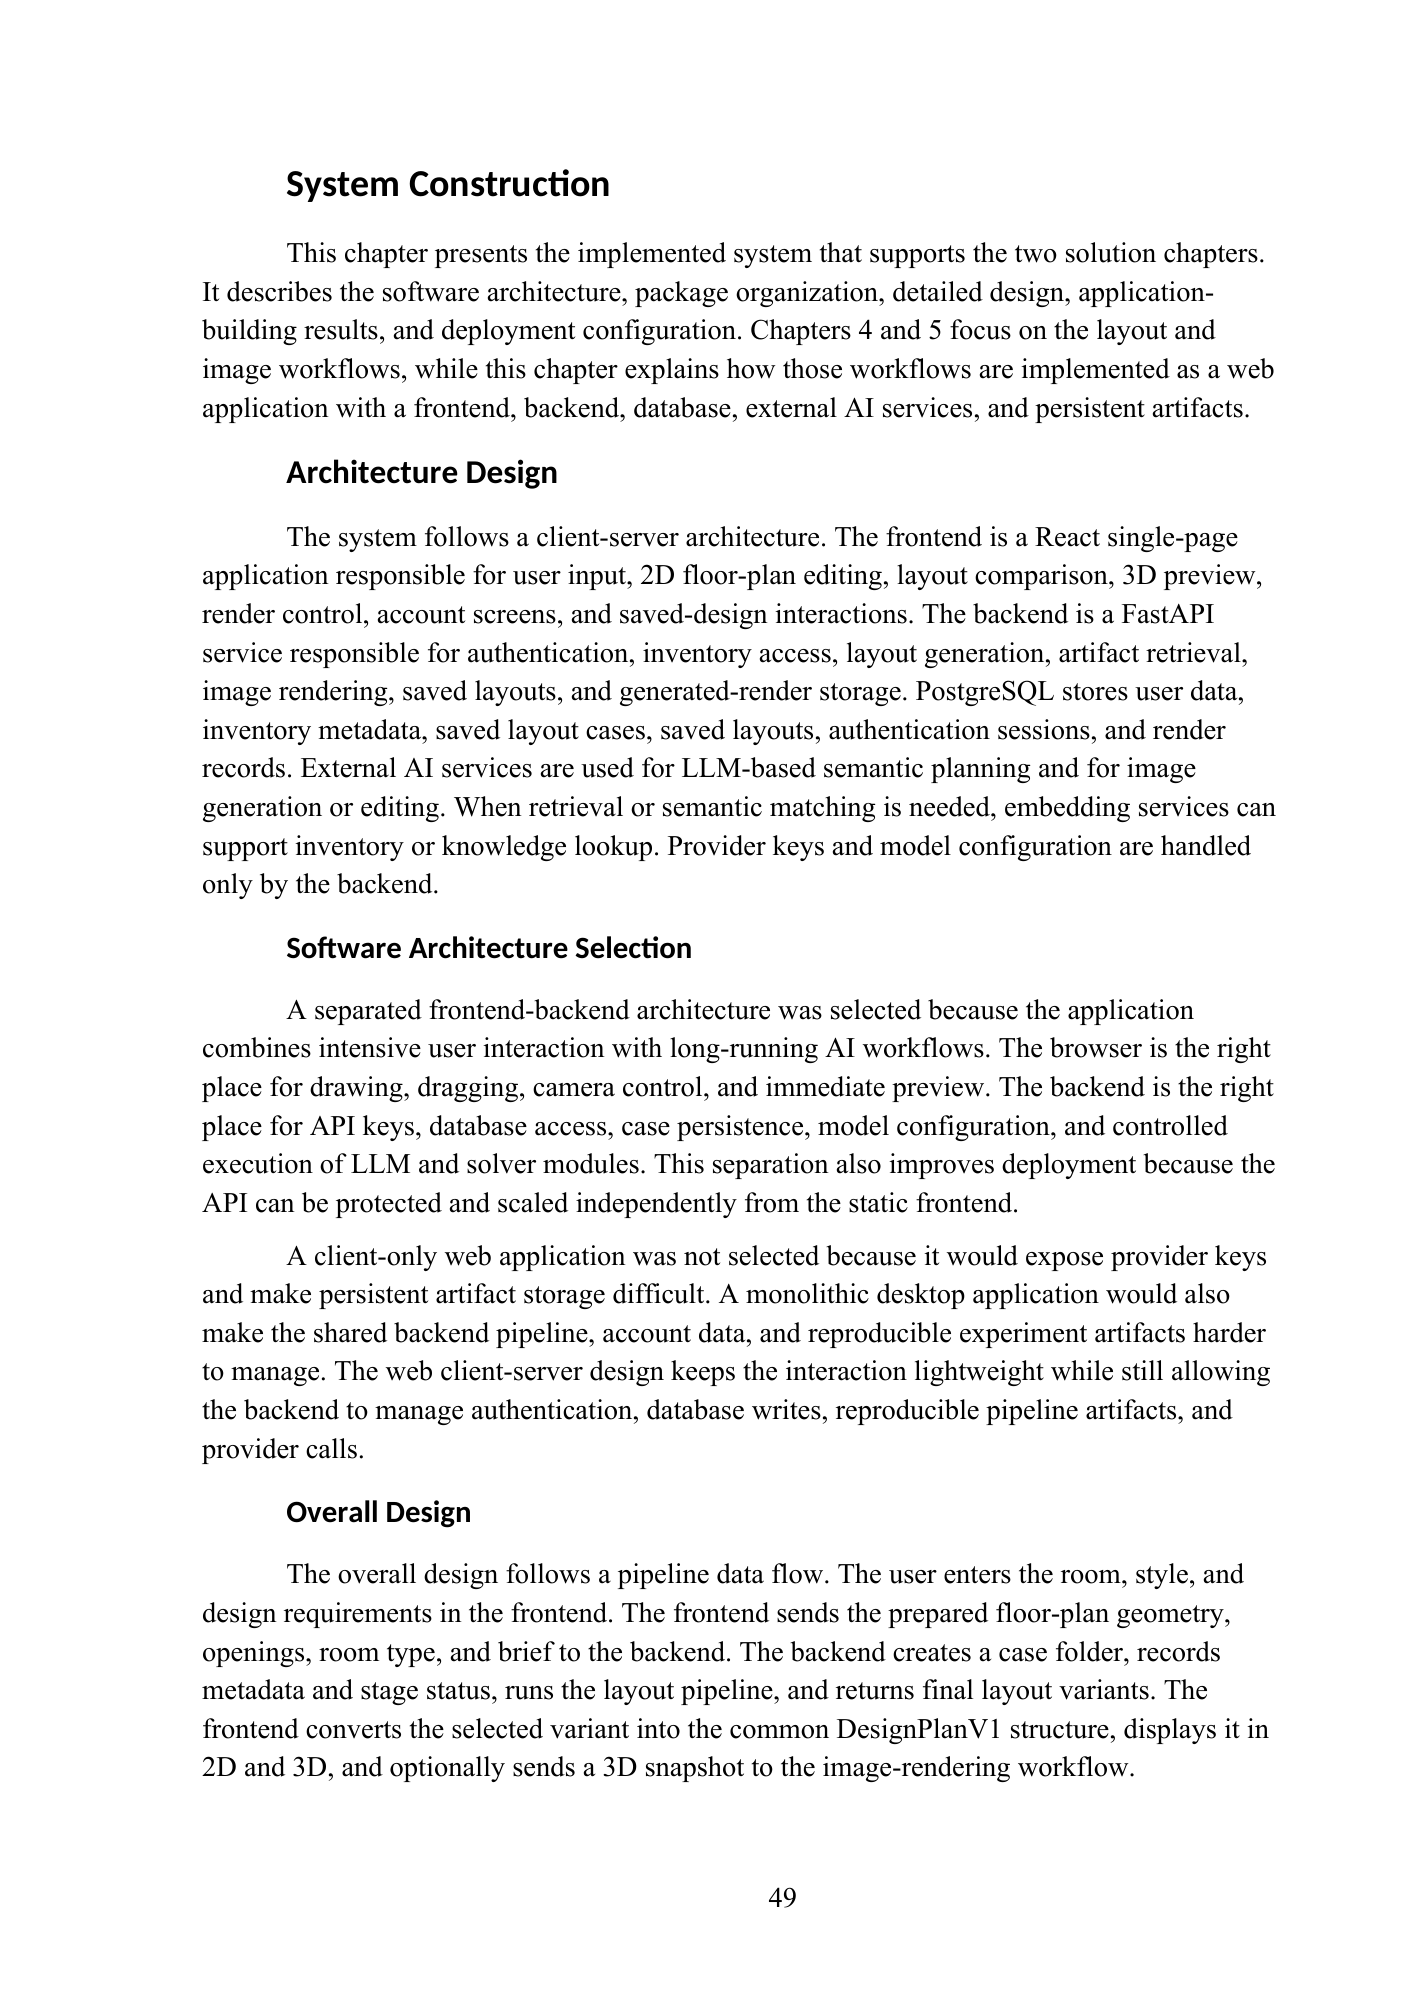 System Construction
This chapter presents the implemented system that supports the two solution chapters.
It describes the software architecture, package organization, detailed design, application-
building results, and deployment configuration. Chapters 4 and 5 focus on the layout and
image workflows, while this chapter explains how those workflows are implemented as a web
application with a frontend, backend, database, external AI services, and persistent artifacts.
Architecture Design
The system follows a client-server architecture. The frontend is a React single-page
application responsible for user input, 2D floor-plan editing, layout comparison, 3D preview,
render control, account screens, and saved-design interactions. The backend is a FastAPI
service responsible for authentication, inventory access, layout generation, artifact retrieval,
image rendering, saved layouts, and generated-render storage. PostgreSQL stores user data,
inventory metadata, saved layout cases, saved layouts, authentication sessions, and render
records. External AI services are used for LLM-based semantic planning and for image
generation or editing. When retrieval or semantic matching is needed, embedding services can
support inventory or knowledge lookup. Provider keys and model configuration are handled
only by the backend.
Software Architecture Selection
A separated frontend-backend architecture was selected because the application
combines intensive user interaction with long-running AI workflows. The browser is the right
place for drawing, dragging, camera control, and immediate preview. The backend is the right
place for API keys, database access, case persistence, model configuration, and controlled
execution of LLM and solver modules. This separation also improves deployment because the
API can be protected and scaled independently from the static frontend.
A client-only web application was not selected because it would expose provider keys
and make persistent artifact storage difficult. A monolithic desktop application would also
make the shared backend pipeline, account data, and reproducible experiment artifacts harder
to manage. The web client-server design keeps the interaction lightweight while still allowing
the backend to manage authentication, database writes, reproducible pipeline artifacts, and
provider calls.
Overall Design
The overall design follows a pipeline data flow. The user enters the room, style, and
design requirements in the frontend. The frontend sends the prepared floor-plan geometry,
openings, room type, and brief to the backend. The backend creates a case folder, records
metadata and stage status, runs the layout pipeline, and returns final layout variants. The
frontend converts the selected variant into the common DesignPlanV1 structure, displays it in
2D and 3D, and optionally sends a 3D snapshot to the image-rendering workflow.
49